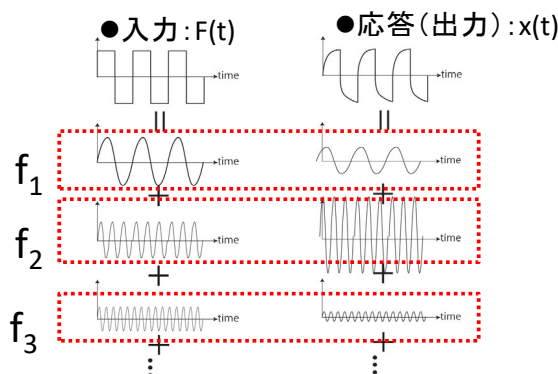 ●入力：F(t) ●応答（出力）：x(t)
time time
=  =
f1 time time
+ +
f2 time time
+ +
f3 time time
+ +
⋮ ⋮